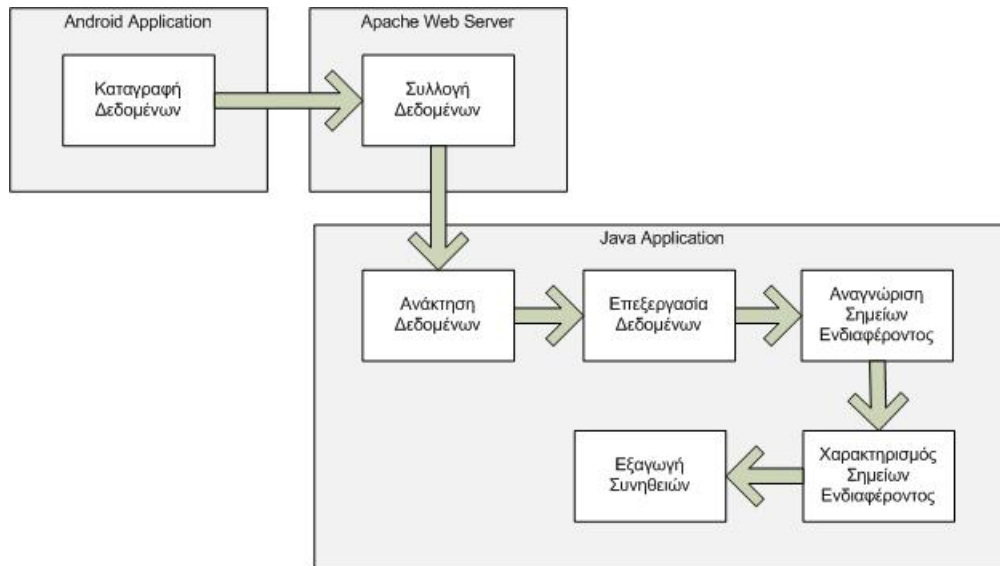 Android Application
Καταγραφή
Δεδομένων
Apache Web Server
Συλλογή
Δεδομένων
Java Application
Ανάκτηση
Δεδομένων
Επεξεργασία
Δεδομένων
Αναγνώριση
Σημείων
Ενδιαφέροντος
Χαρακτηρισμός
Σημείων
Ενδιαφέροντος
Εξαγωγή
Συνηθειών